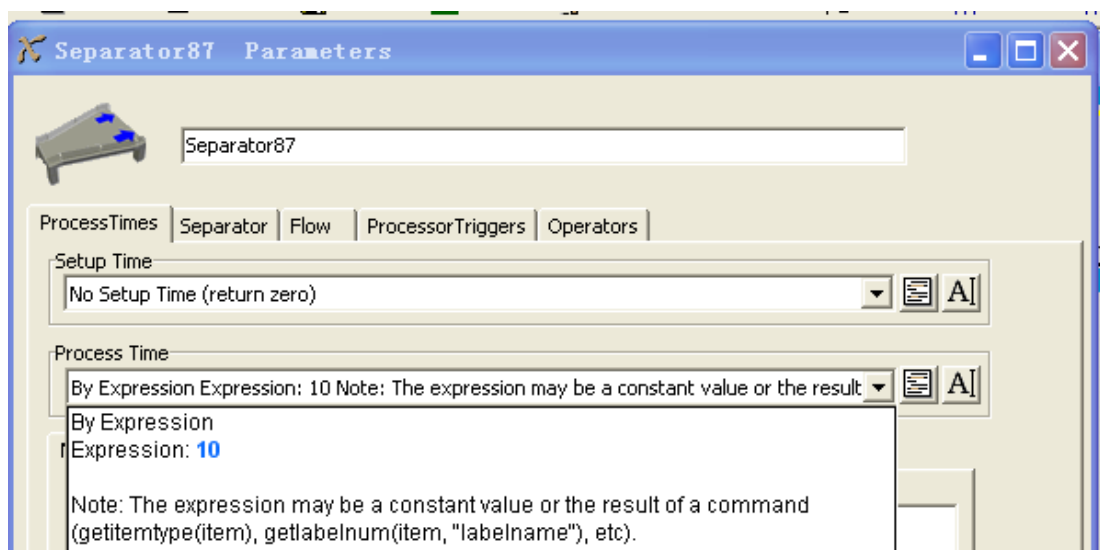 Separator87 Parameters
Separator87
ProcessTimes Separator Flow ProcessorTriggers Operators
Setup Time
No Setup Time (return zero)
A
Process Time
By Expression Expression: 10 Note: The expression may be a constant value or the result
A
By Expression
Expression: 10
Note: The expression may be a constant value or the result of a command
(getitemtype(item), getlabelnum(item, "labelname"), etc).